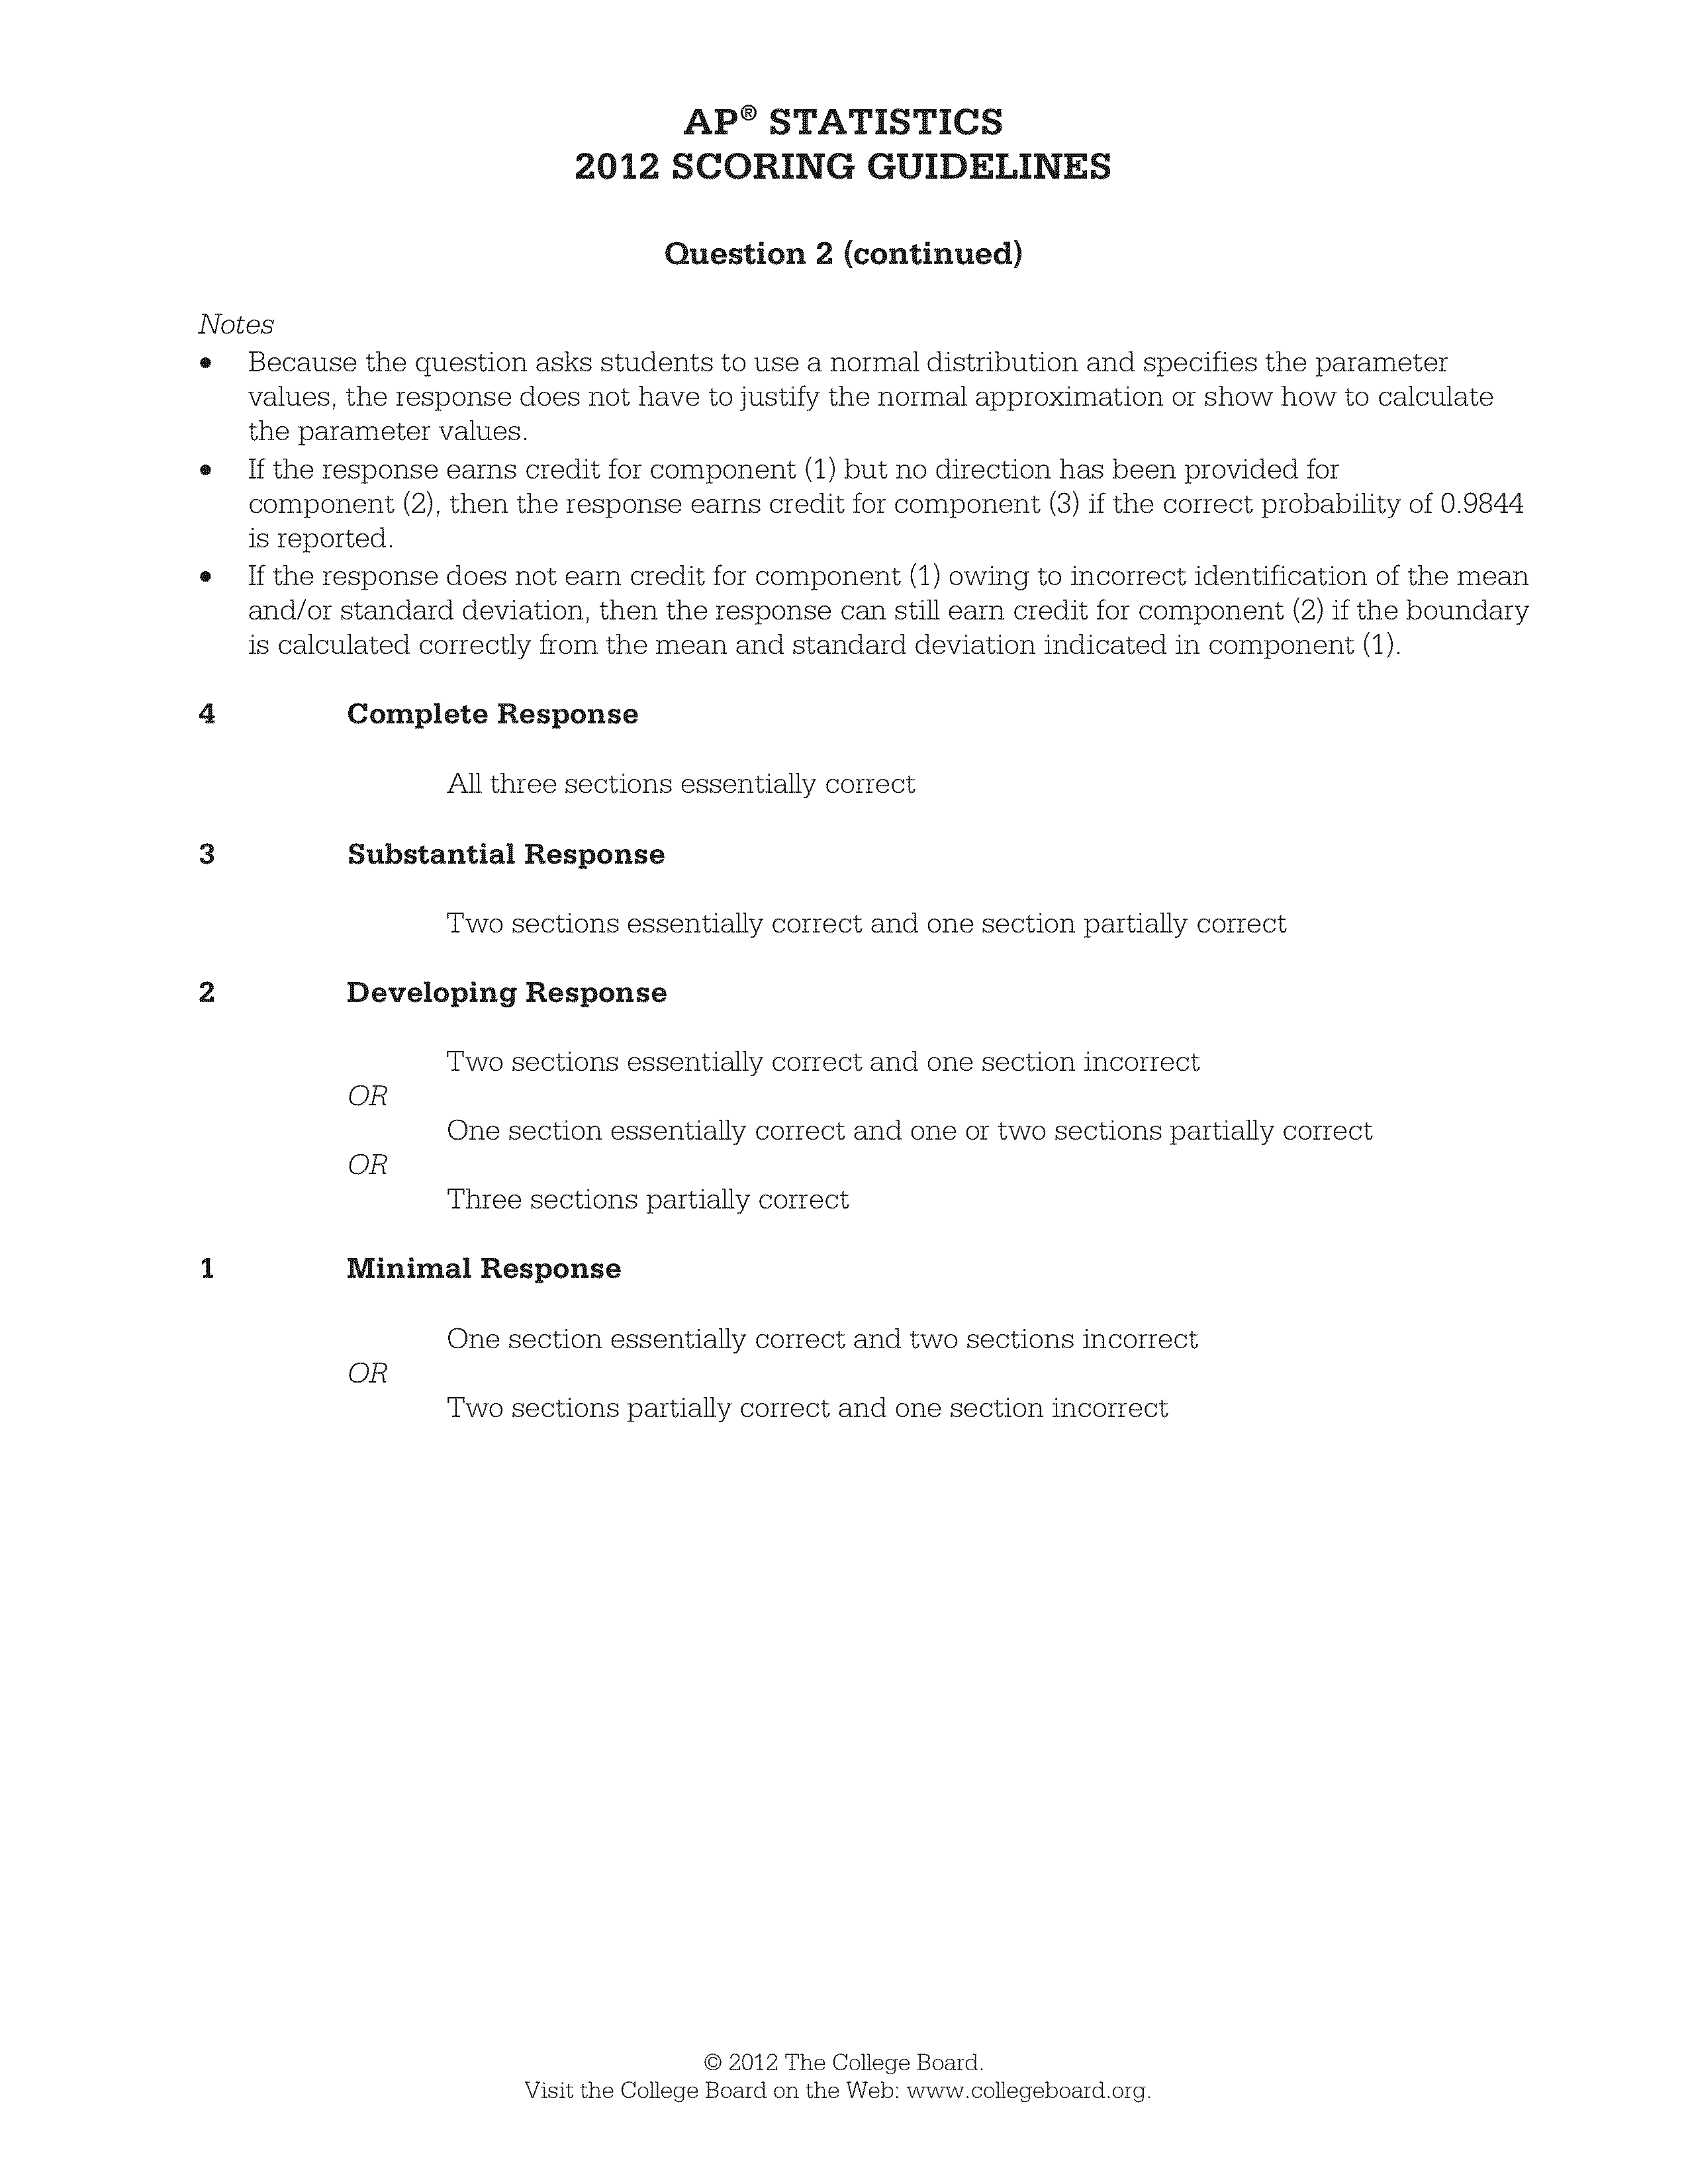 AP® STATISTICS
2012 SCORING GUIDELINES
Question 2 (continued)
Notes
• Because the question asks students to use a normal distribution and specifies the parameter
values, the response does not have to justify the normal approximation or show how to calculate
the parameter values.
• If the response earns credit for component (1) but no direction has been provided for
component (2), then the response earns credit for component (3) if the correct probability of 0.9844
is reported.
• If the response does not earn credit for component (1) owing to incorrect identification of the mean
and/or standard deviation, then the response can still earn credit for component (2) if the boundary
is calculated correctly from the mean and standard deviation indicated in component (1).
4 Complete Response
All three sections essentially correct
3 Substantial Response
Two sections essentially correct and one section partially correct
2 Developing Response
Two sections essentially correct and one section incorrect
OR
One section essentially correct and one or two sections partially correct
OR
Three sections partially correct
1 Minimal Response
One section essentially correct and two sections incorrect
OR
Two sections partially correct and one section incorrect
© 2012 The College Board.
Visit the College Board on the Web: www.collegeboard.org.